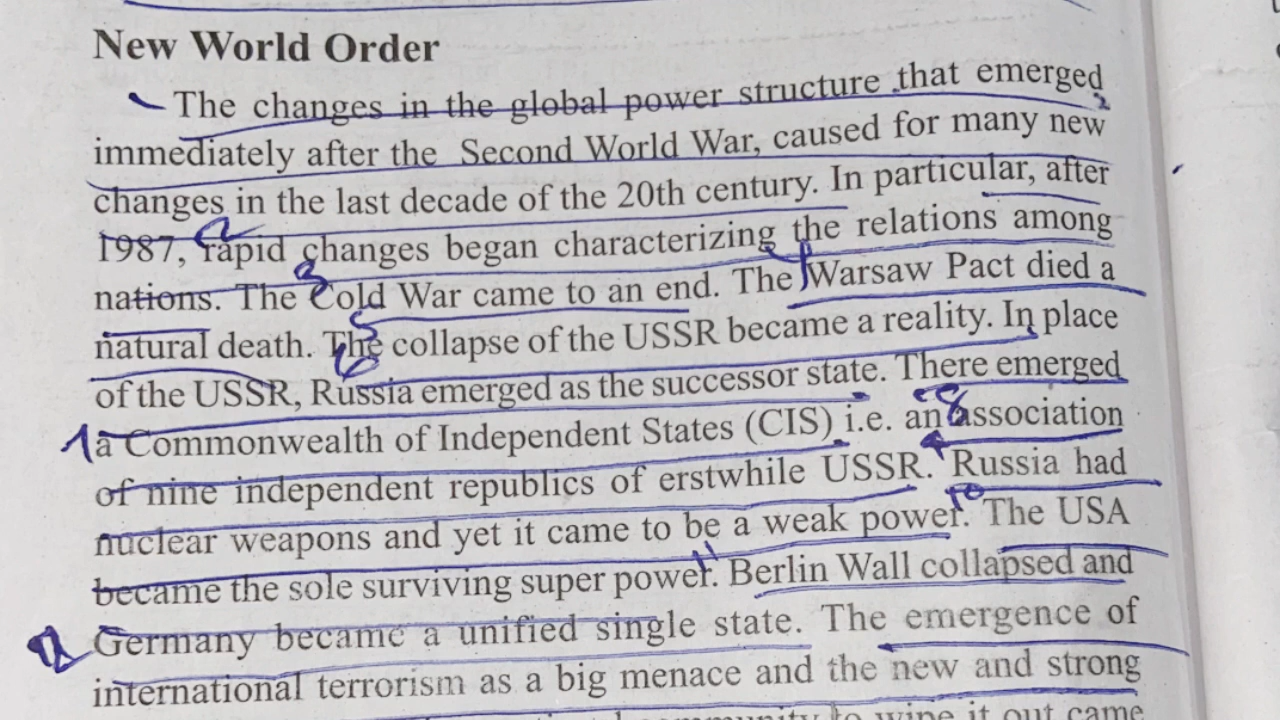 New World Order
The changes in the global power structure that emerged
immediately after the Second World War, caused for many new
changes in the last decade of the 20th century. In particular, after
1987, rapid changes began characterizing the relations among
nations. The Cold War came to an end. The Warsaw Pact died a
natural death. The collapse of the USSR became a reality. In place
of the USSR, Russia emerged as the successor state. There emerged
a Commonwealth of Independent States (CIS) i.e. an association
of nine independent republics of erstwhile USSR. Russia had
nuclear weapons and yet it came to be a weak power. The USA
became the sole surviving super power. Berlin Wall collapsed and
Germany became a unified single state. The emergence of
international terrorism as a big menace and the new and strong
to wipe it out came